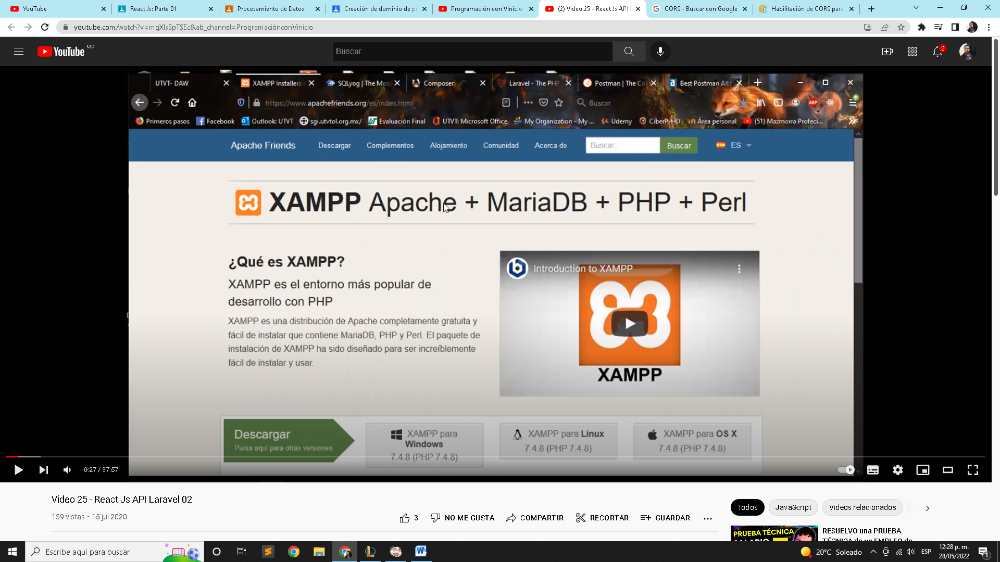 YouTube
React Js: Parte 01
Procesamiento de Datos
Creación de dominio de pr
Programación con Vinicio
(2) Video 25 - React Js API
CORS - Buscar con Google
Habilitación de CORS para
youtube.com/watch?v=mgXlsSpTSEc&ab_channel=ProgramaciónconVinicio
YouTube MX
Buscar
2
UTVT- DAW
XAMPP Installers
SQLyog | The Mos
Composer
Laravel - The PHP
Postman | The Co
Best Postman Alte
https://www.apachefriends.org/es/index.html
Buscar
ABP
Primeros pasos
Facebook
Outlook: UTVT
sgi.utvtol.org.mx/
Evaluación Final
UTVT: Microsoft Office
My Organization - My ...
Udemy
CiberP-HD
Área personal
(51) Mazmorra Profeci...
Apache Friends
Descargar
Complementos
Alojamiento
Comunidad
Acerca de
Buscar..
Buscar
ES
XAMPP Apache + MariaDB + PHP + Perl
¿Qué es XAMPP?
XAMPP es el entorno más popular de
desarrollo con PHP
XAMPP es una distribución de Apache completamente gratuita y
fácil de instalar que contiene MariaDB, PHP y Perl. El paquete de
instalación de XAMPP ha sido diseñado para ser increíblemente
fácil de instalar y usar.
Introduction to XAMPP
XAMPP
Descargar
Pulsa aquí para otras versiones
XAMPP para
Windows
7.4.8 (PHP 7.4.8)
XAMPP para Linux
7.4.8 (PHP 7.4.8)
XAMPP para OS X
7.4.8 (PHP 7.4.8)
0:27 / 37:57
Video 25 - React Js API Laravel 02
139 vistas • 15 jul 2020
3
NO ME GUSTA
COMPARTIR
RECORTAR
GUARDAR
Todos
JavaScript
Videos relacionados
PRUEBA TÉCNICA
RESUELVO una PRUEBA
TÉCNICA de un EMPLEO de
Escribe aquí para buscar
20°C Soleado
ESP
12:28 p. m.
28/05/2022
1